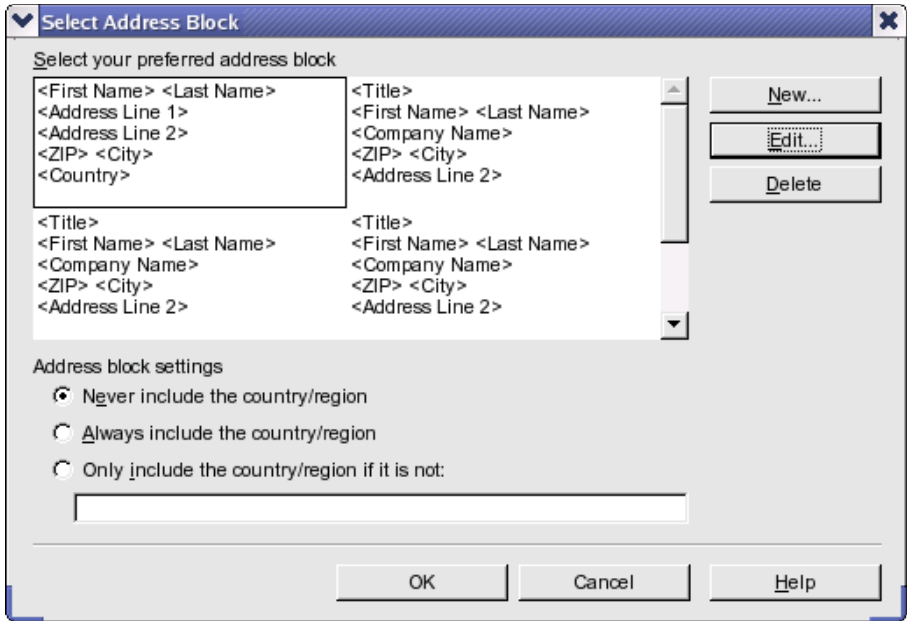 Select Address Block
Select your preferred address block
<First Name> <Last Name>
<Address Line 1>
<Address Line 2>
<ZIP> <City>
<Country>
<Title>
<First Name> <Last Name>
<Company Name>
<ZIP> <City>
<Address Line 2>
<Title>
<First Name> <Last Name>
<Company Name>
<ZIP> <City>
<Address Line 2>
<Title>
<First Name> <Last Name>
<Company Name>
<ZIP> <City>
<Address Line 2>
New...
Edit...
Delete
Address block settings
Never include the country/region
Always include the country/region
Only include the country/region if it is not:
OK
Cancel
Help